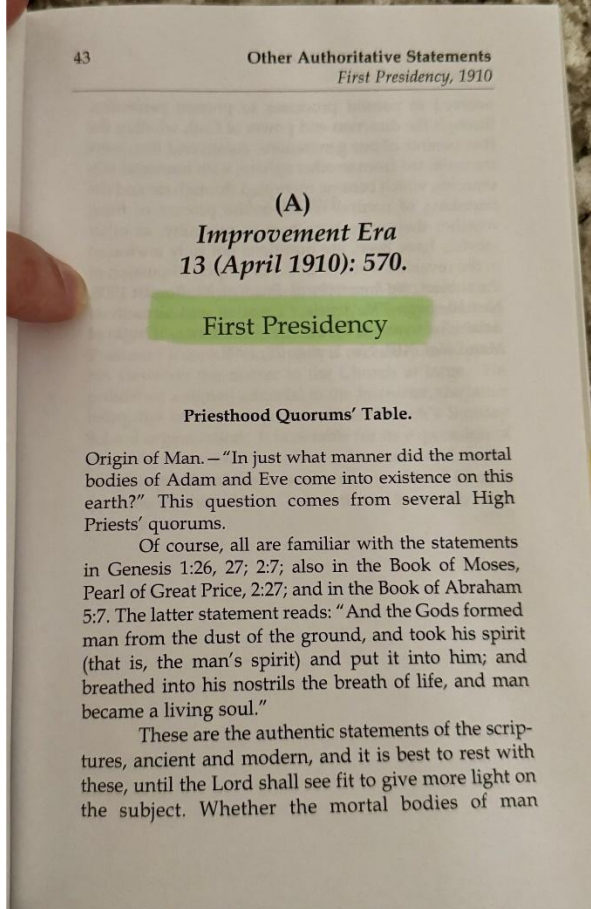 43
Other Authoritative Statements
First Presidency, 1910
(A)
Improvement Era
13 (April 1910): 570.
First Presidency
Priesthood Quorums’ Table.
Origin of Man.—“In just what manner did the mortal
bodies of Adam and Eve come into existence on this
earth?” This question comes from several High
Priests’ quorums.
Of course, all are familiar with the statements
in Genesis 1:26, 27; 2:7; also in the Book of Moses,
Pearl of Great Price, 2:27; and in the Book of Abraham
5:7. The latter statement reads: “And the Gods formed
man from the dust of the ground, and took his spirit
(that is, the man’s spirit) and put it into him; and
breathed into his nostrils the breath of life, and man
became a living soul.”
These are the authentic statements of the scrip-
tures, ancient and modern, and it is best to rest with
these, until the Lord shall see fit to give more light on
the subject. Whether the mortal bodies of man